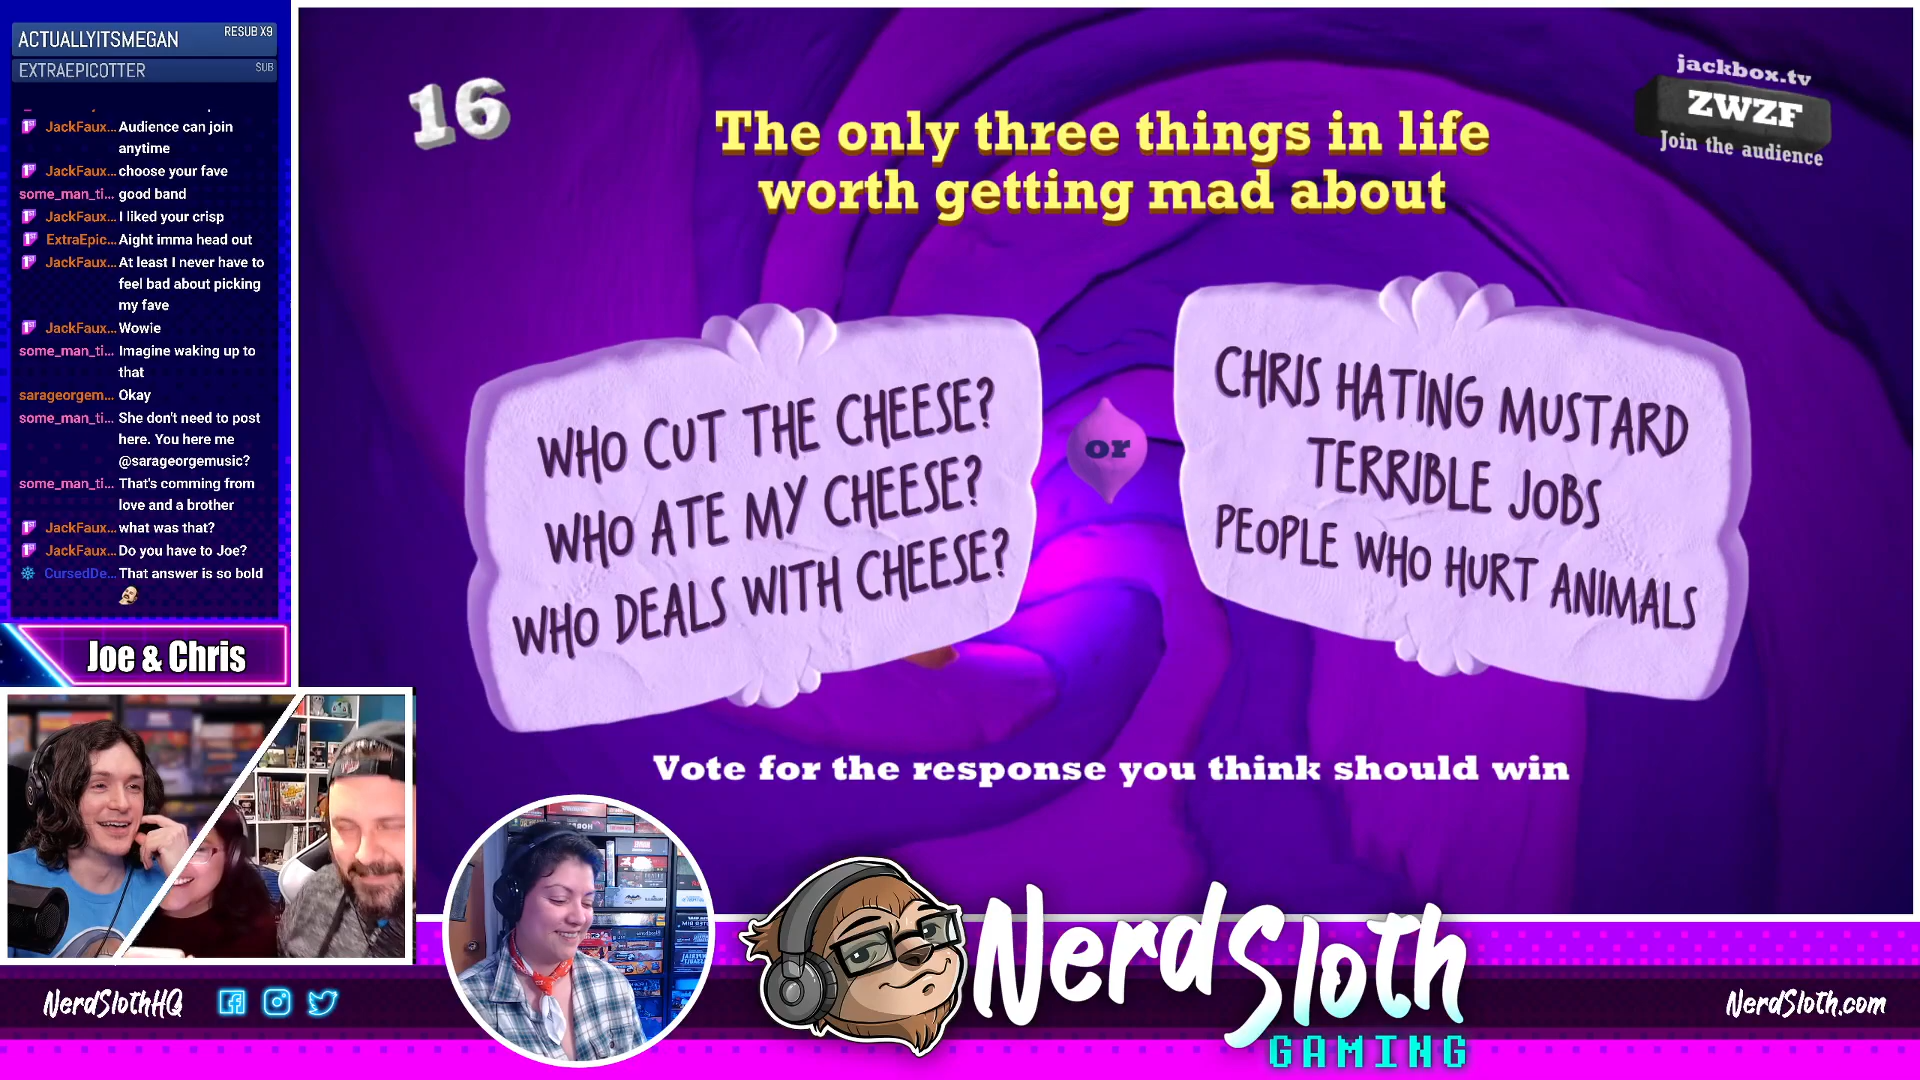 ACTUALLYITSMEGAN RESUB X9
EXTRAEPICOTTER SUB
JackFaux... Audience can join
anytime
JackFaux... choose your fave
some_man_ti... good band
JackFaux... I liked your crisp
ExtraEpic... Aight imma head out
JackFaux... At least I never have to
feel bad about picking
my fave
JackFaux... Wowie
some_man_ti... Imagine waking up to
that
sarageorgem... Okay
some_man_ti... She don't need to post
here. You here me
@sarageorgemusic?
some_man_ti... That's comming from
love and a brother
JackFaux... what was that?
JackFaux... Do you have to Joe?
CursedDe... That answer is so bold
Joe & Chris
16
The only three things in life
worth getting mad about
jackbox.tv
ZWZF
Join the audience
WHO CUT THE CHEESE?
WHO ATE MY CHEESE?
WHO DEALS WITH CHEESE?
or
CHRIS HATING MUSTARD
TERRIBLE JOBS
PEOPLE WHO HURT ANIMALS
Vote for the response you think should win
NerdSlothHQ
NerdSloth
GAMING
NerdSloth.com